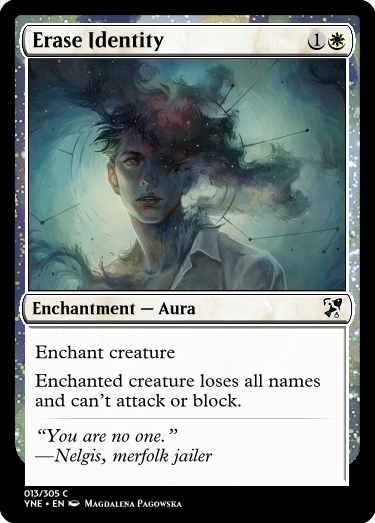 Erase Identity 1
Enchantment — Aura
Enchant creature
Enchanted creature loses all names
and can't attack or block.
“You are no one.”
—Nelgis, merfolk jailer
013/305 C
YNE • EN Magdalena Pagowska